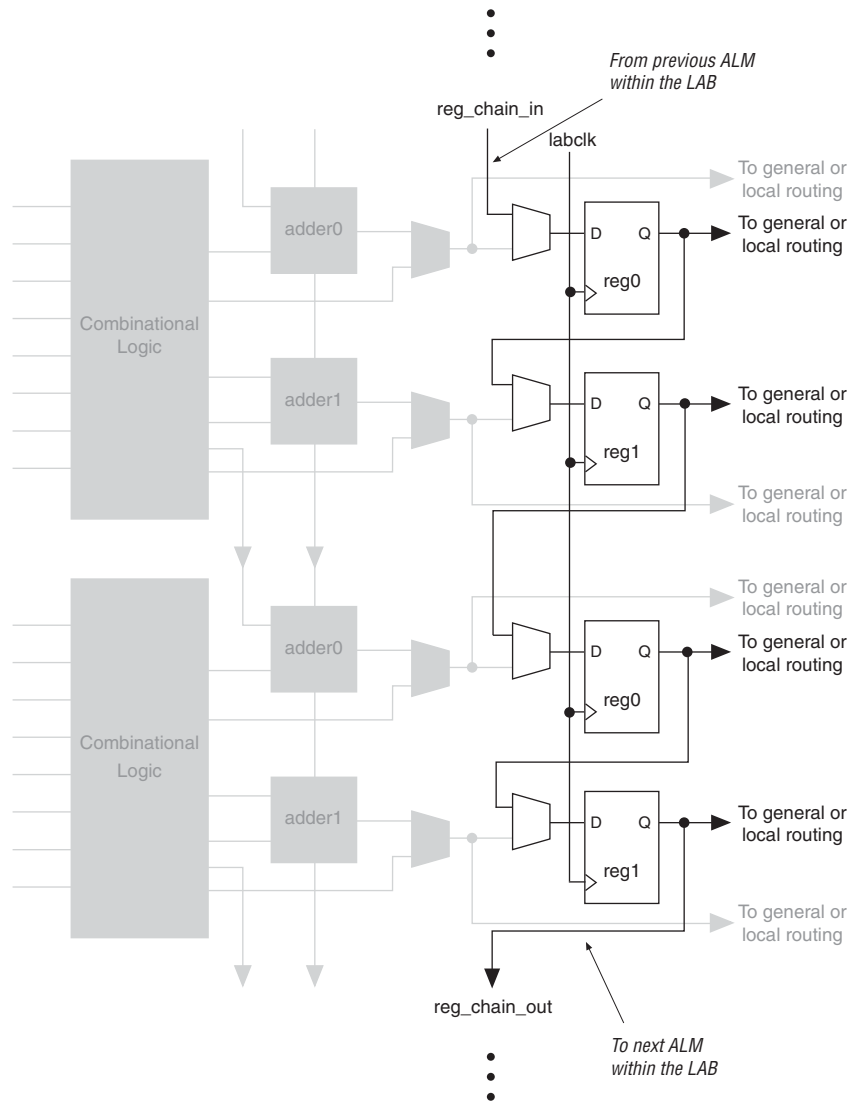 From previous ALM
within the LAB
reg_chain_in
labclk
To general or
local routing
adder0
D Q
To general or
local routing
reg0
Combinational
Logic
adder1
D Q
To general or
local routing
reg1
To general or
local routing
To general or
local routing
adder0
D Q
To general or
local routing
reg0
Combinational
Logic
adder1
D Q
To general or
local routing
reg1
To general or
local routing
reg_chain_out
To next ALM
within the LAB